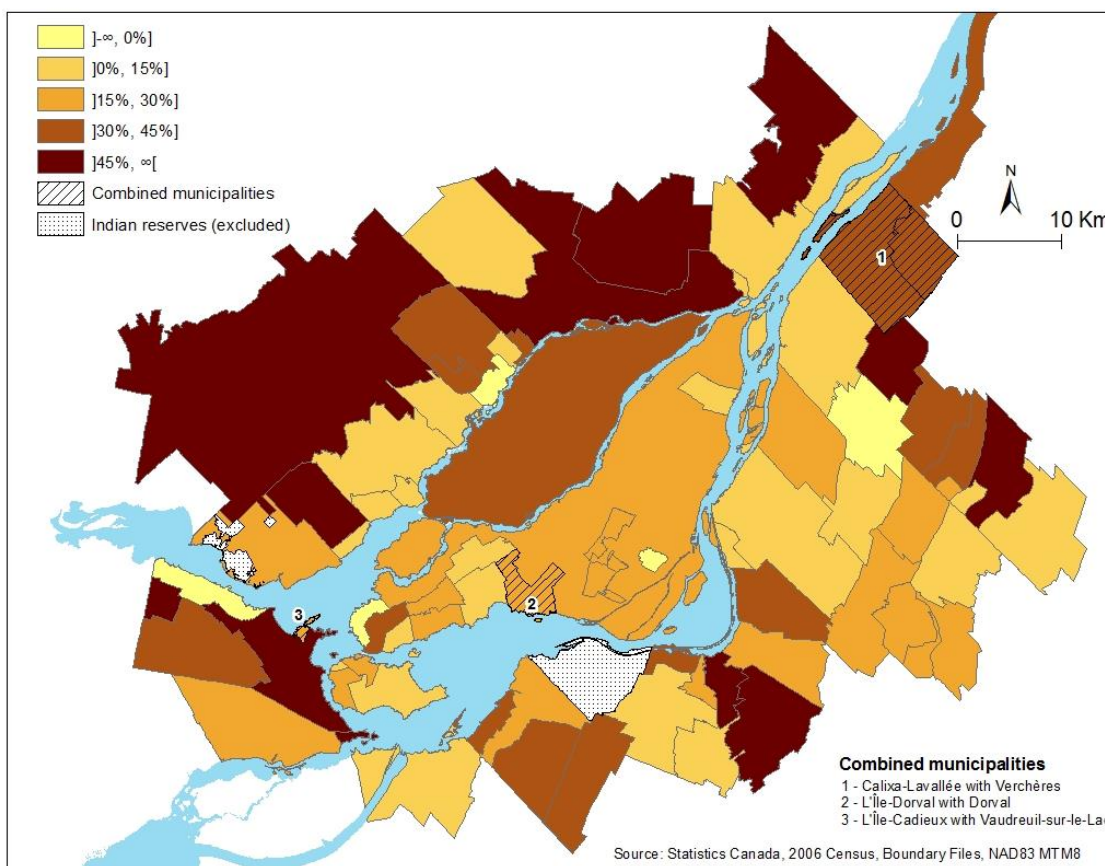 ]-∞, 0%]
]0%, 15%]
]15%, 30%]
]30%, 45%]
]45%, ∞[
Combined municipalities
Indian reserves (excluded)
N
0 10 Km
1
3
2
Combined municipalities
1 - Calixa-Lavallée with Verchères
2 - L'Île-Dorval with Dorval
3 - L'Île-Cadieux with Vaudreuil-sur-le-Lac
Source: Statistics Canada, 2006 Census, Boundary Files, NAD83 MTM8